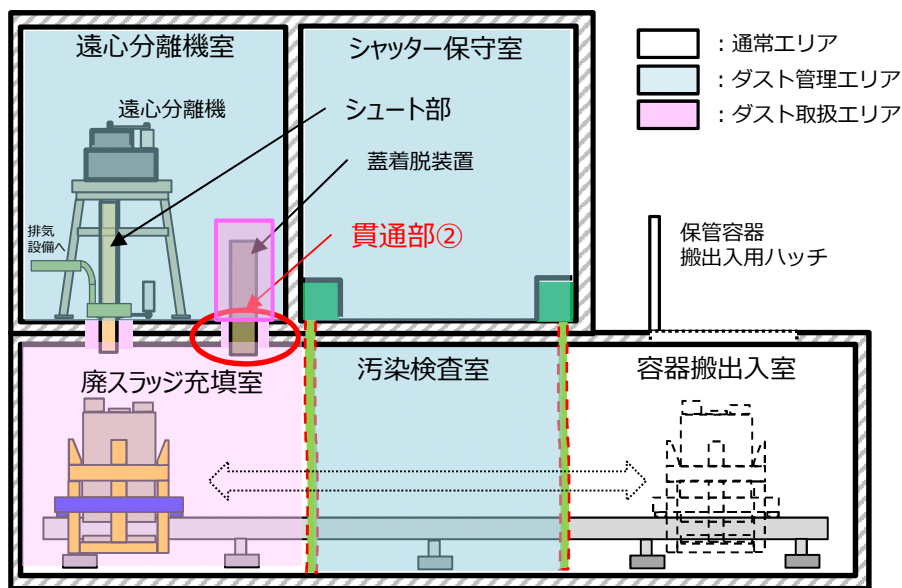 遠心分離機室
シャッター保守室
：通常エリア
：ダスト管理エリア
：ダスト取扱エリア
遠心分離機
シュート部
蓋着脱装置
排気
設備へ
貫通部②
保管容器
搬出入用ハッチ
廃スラッジ充填室
汚染検査室
容器搬出入室